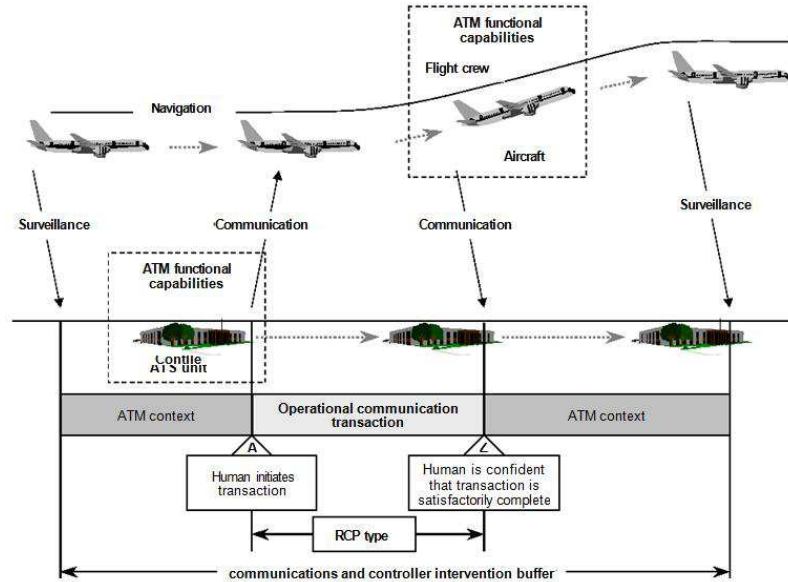 ATM functional
capabilities
Flight crew
Navigation
Aircraft
Surveillance
Communication
Communication
Surveillance
ATM functional
capabilities
ATS unit
ATM context
Operational communication
transaction
ATM context
A
Z
Human initiates
transaction
Human is confident
that transaction is
satisfactorily complete
RCP type
communications and controller intervention buffer